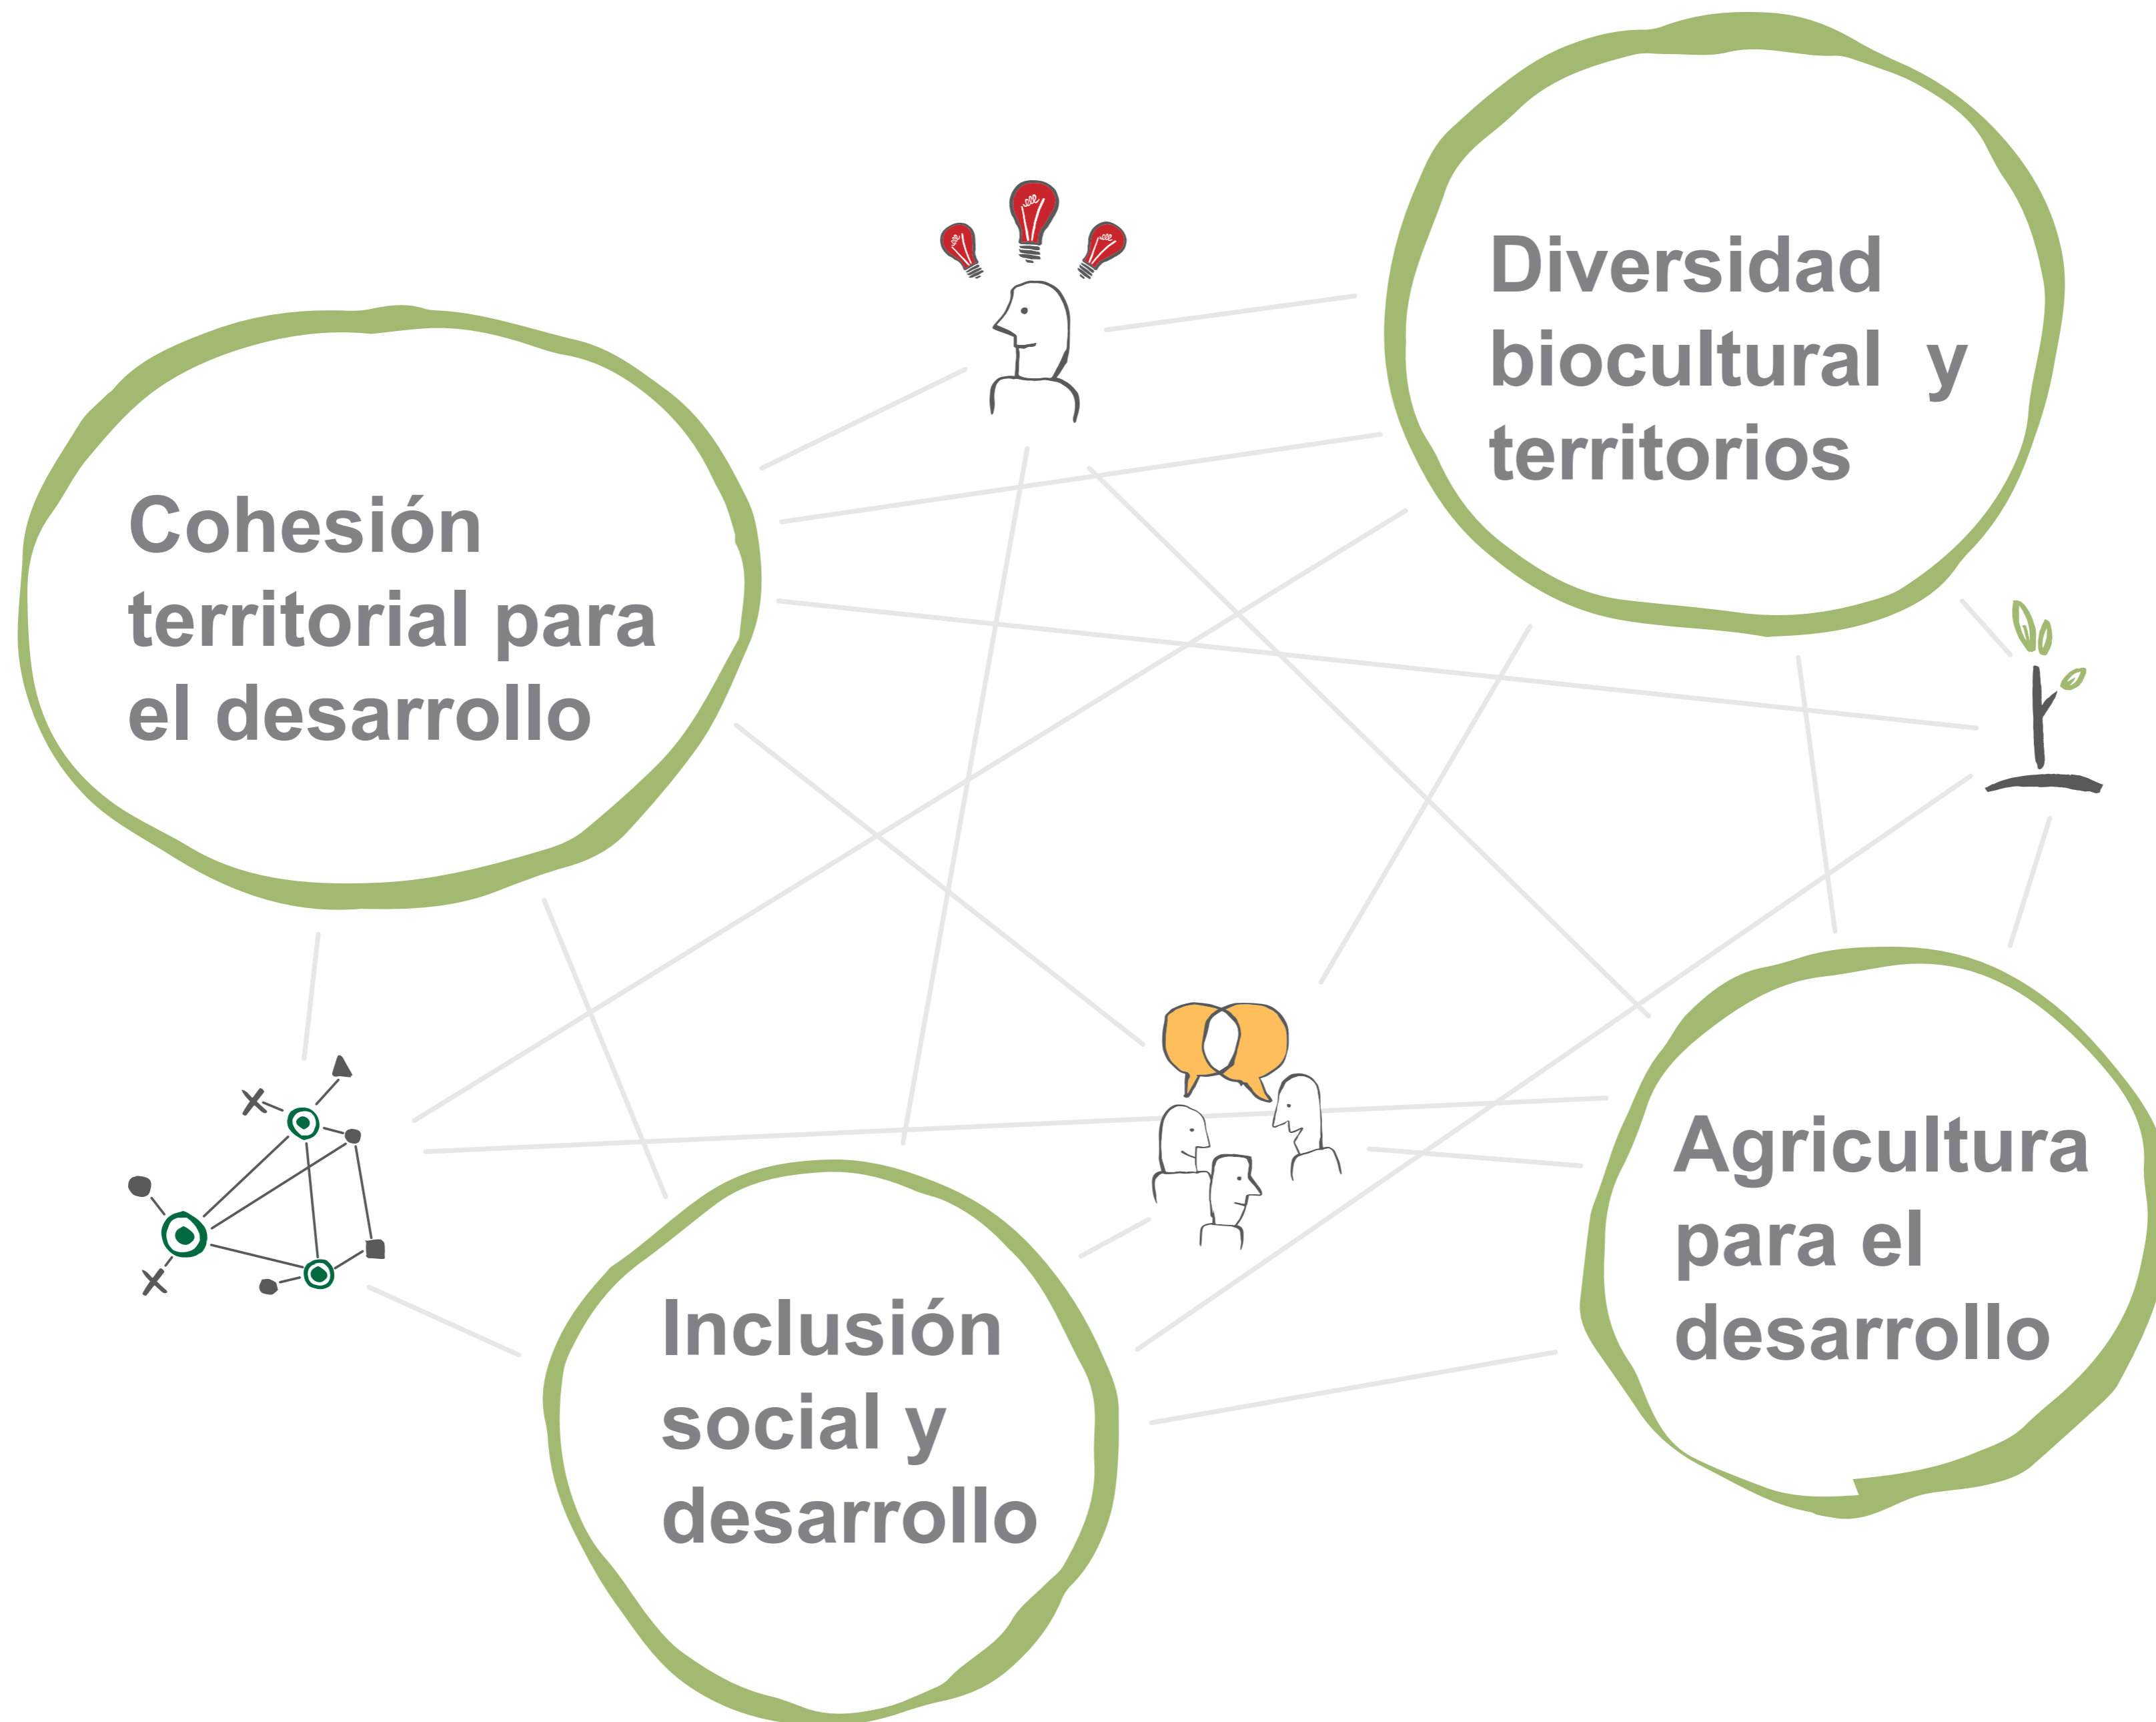 Diversidad
biocultural y
territorios
Cohesión
territorial para
el desarrollo
Agricultura
para el
desarrollo
Inclusión
social y
desarrollo